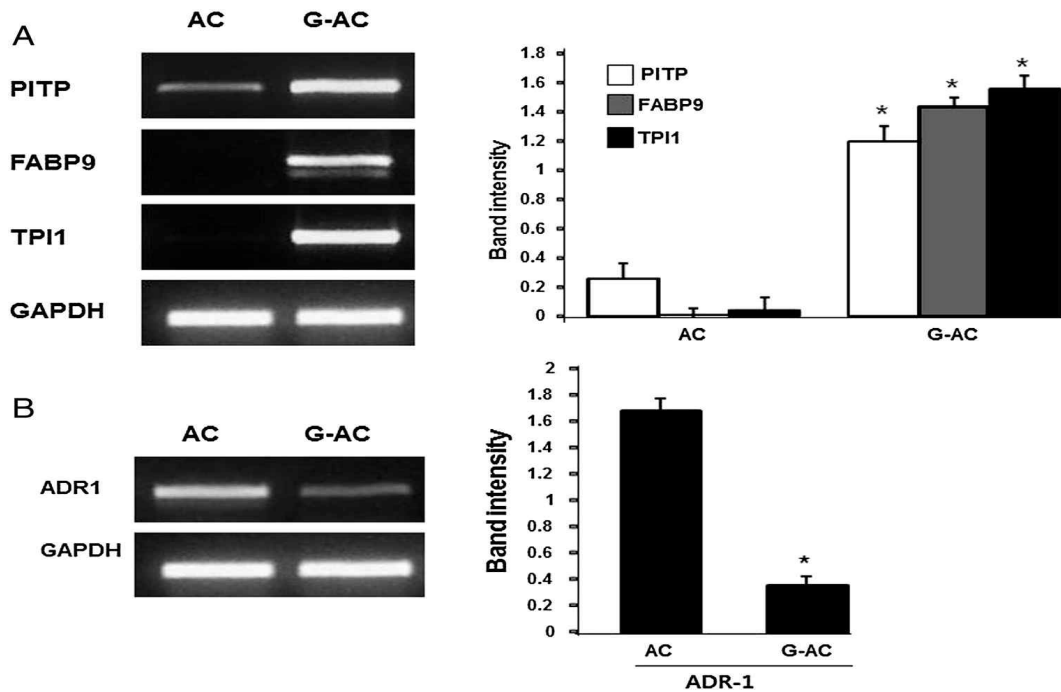 A
AC G-AC
PITP
FABP9
TPI1
GAPDH
1.8
1.6
1.4
1.2
1
0.8
0.6
0.4
0.2
0
Band intensity
PITP
FABP9
TPI1
* * *
AC G-AC
B
AC G-AC
ADR1
GAPDH
2
1.8
1.6
1.4
1.2
1
0.8
0.6
0.4
0.2
0
Band intensity
*
AC G-AC
ADR-1